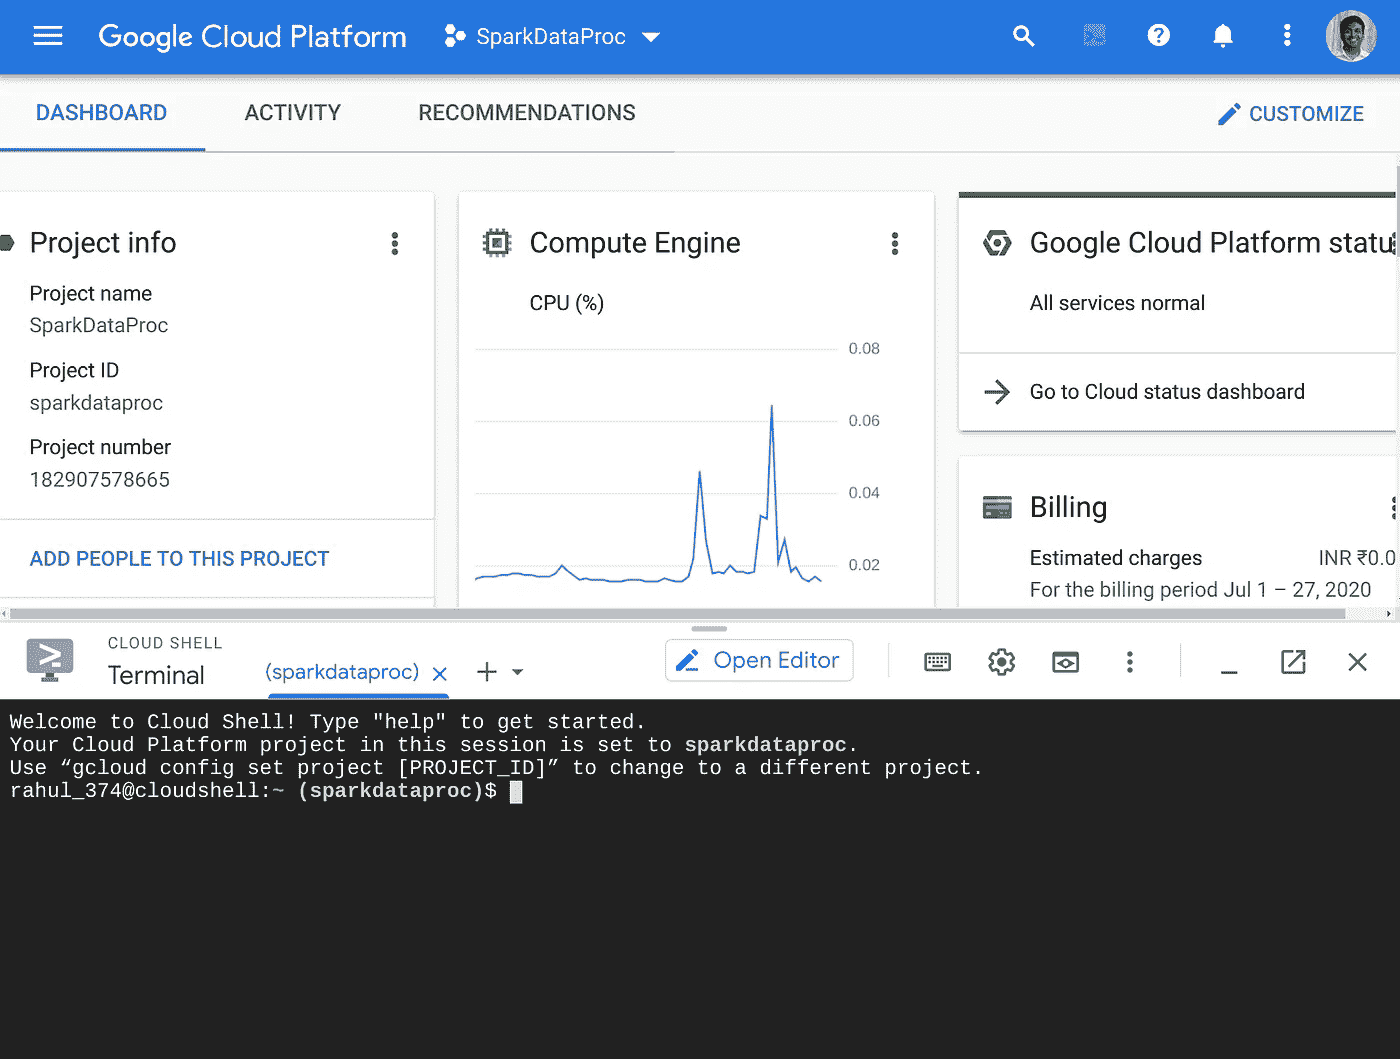 Google Cloud Platform SparkDataProc
DASHBOARD ACTIVITY RECOMMENDATIONS CUSTOMIZE
Project info
Project name
SparkDataProc
Project ID
sparkdataproc
Project number
182907578665
ADD PEOPLE TO THIS PROJECT
Compute Engine
CPU (%)
0.08
0.06
0.04
0.02
Google Cloud Platform statu
All services normal
Go to Cloud status dashboard
Billing
Estimated charges INR ₹0.0
For the billing period Jul 1 – 27, 2020
CLOUD SHELL
Terminal (sparkdataproc) Open Editor
Welcome to Cloud Shell! Type "help" to get started.
Your Cloud Platform project in this session is set to sparkdataproc.
Use “gcloud config set project [PROJECT_ID]” to change to a different project.
rahul_374@cloudshell:~ (sparkdataproc)$